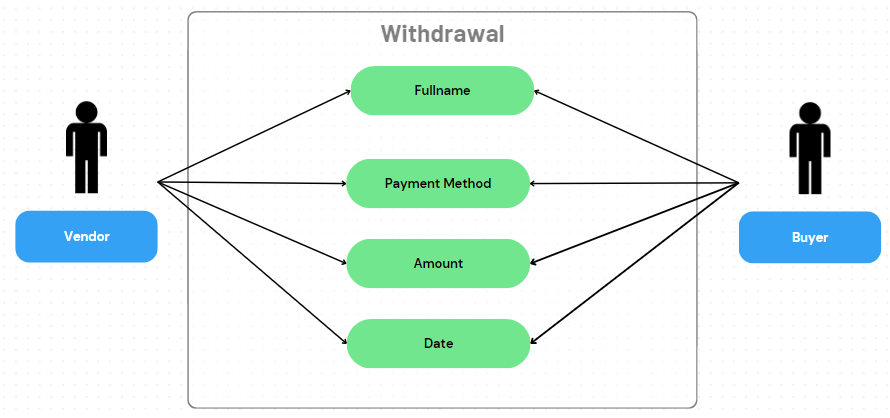 Withdrawal
Fullname
Payment Method
Vendor
Buyer
Amount
Date